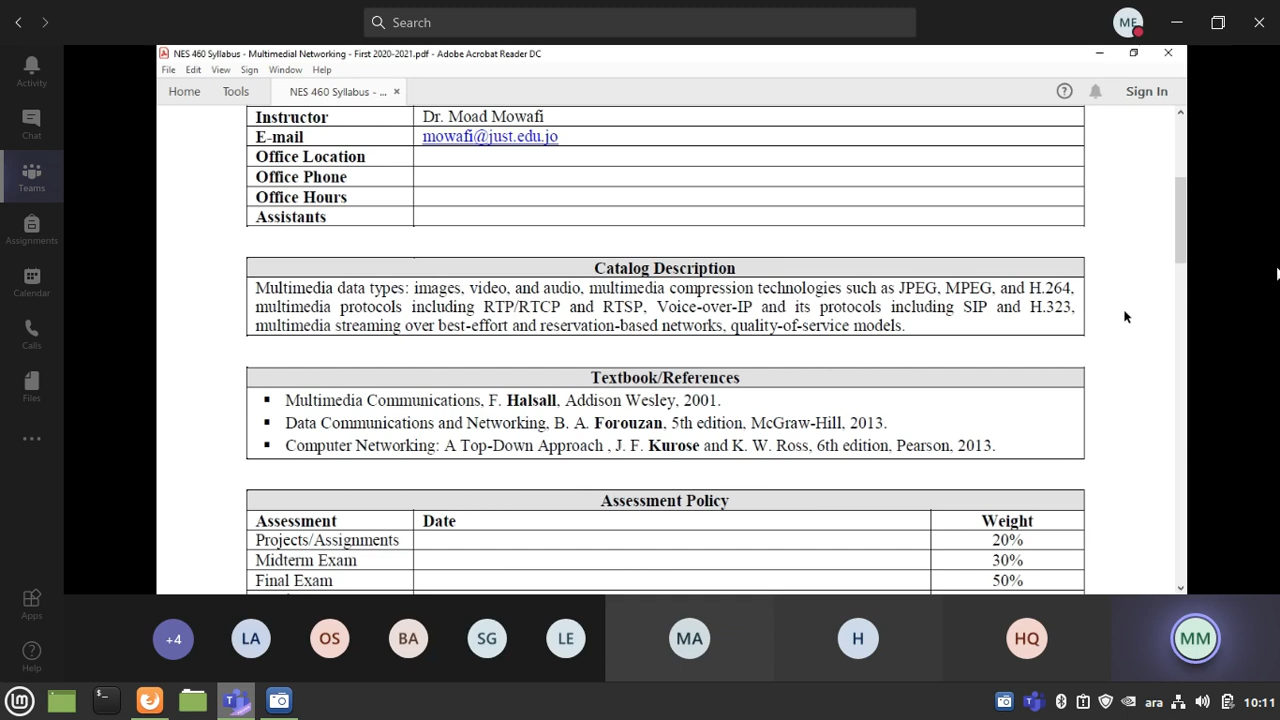 Search
ME
NES 460 Syllabus - Multimedial Networking - First 2020-2021.pdf - Adobe Acrobat Reader DC
File Edit View Sign Window Help
Home Tools NES 460 Syllabus - ... × Sign In
Activity
Chat
Teams
Assignments
Calendar
Calls
Files
Apps
Help
Instructor Dr. Moad Mowafi
E-mail mowafi@just.edu.jo
Office Location
Office Phone
Office Hours
Assistants
Catalog Description
Multimedia data types: images, video, and audio, multimedia compression technologies such as JPEG, MPEG, and H.264,
multimedia protocols including RTP/RTCP and RTSP, Voice-over-IP and its protocols including SIP and H.323,
multimedia streaming over best-effort and reservation-based networks, quality-of-service models.
Textbook/References
▪ Multimedia Communications, F. Halsall, Addison Wesley, 2001.
▪ Data Communications and Networking, B. A. Forouzan, 5th edition, McGraw-Hill, 2013.
▪ Computer Networking: A Top-Down Approach , J. F. Kurose and K. W. Ross, 6th edition, Pearson, 2013.
Assessment Policy
Assessment Date Weight
Projects/Assignments 20%
Midterm Exam 30%
Final Exam 50%
+4 LA OS BA SG LE MA H HQ MM
ara 10:11